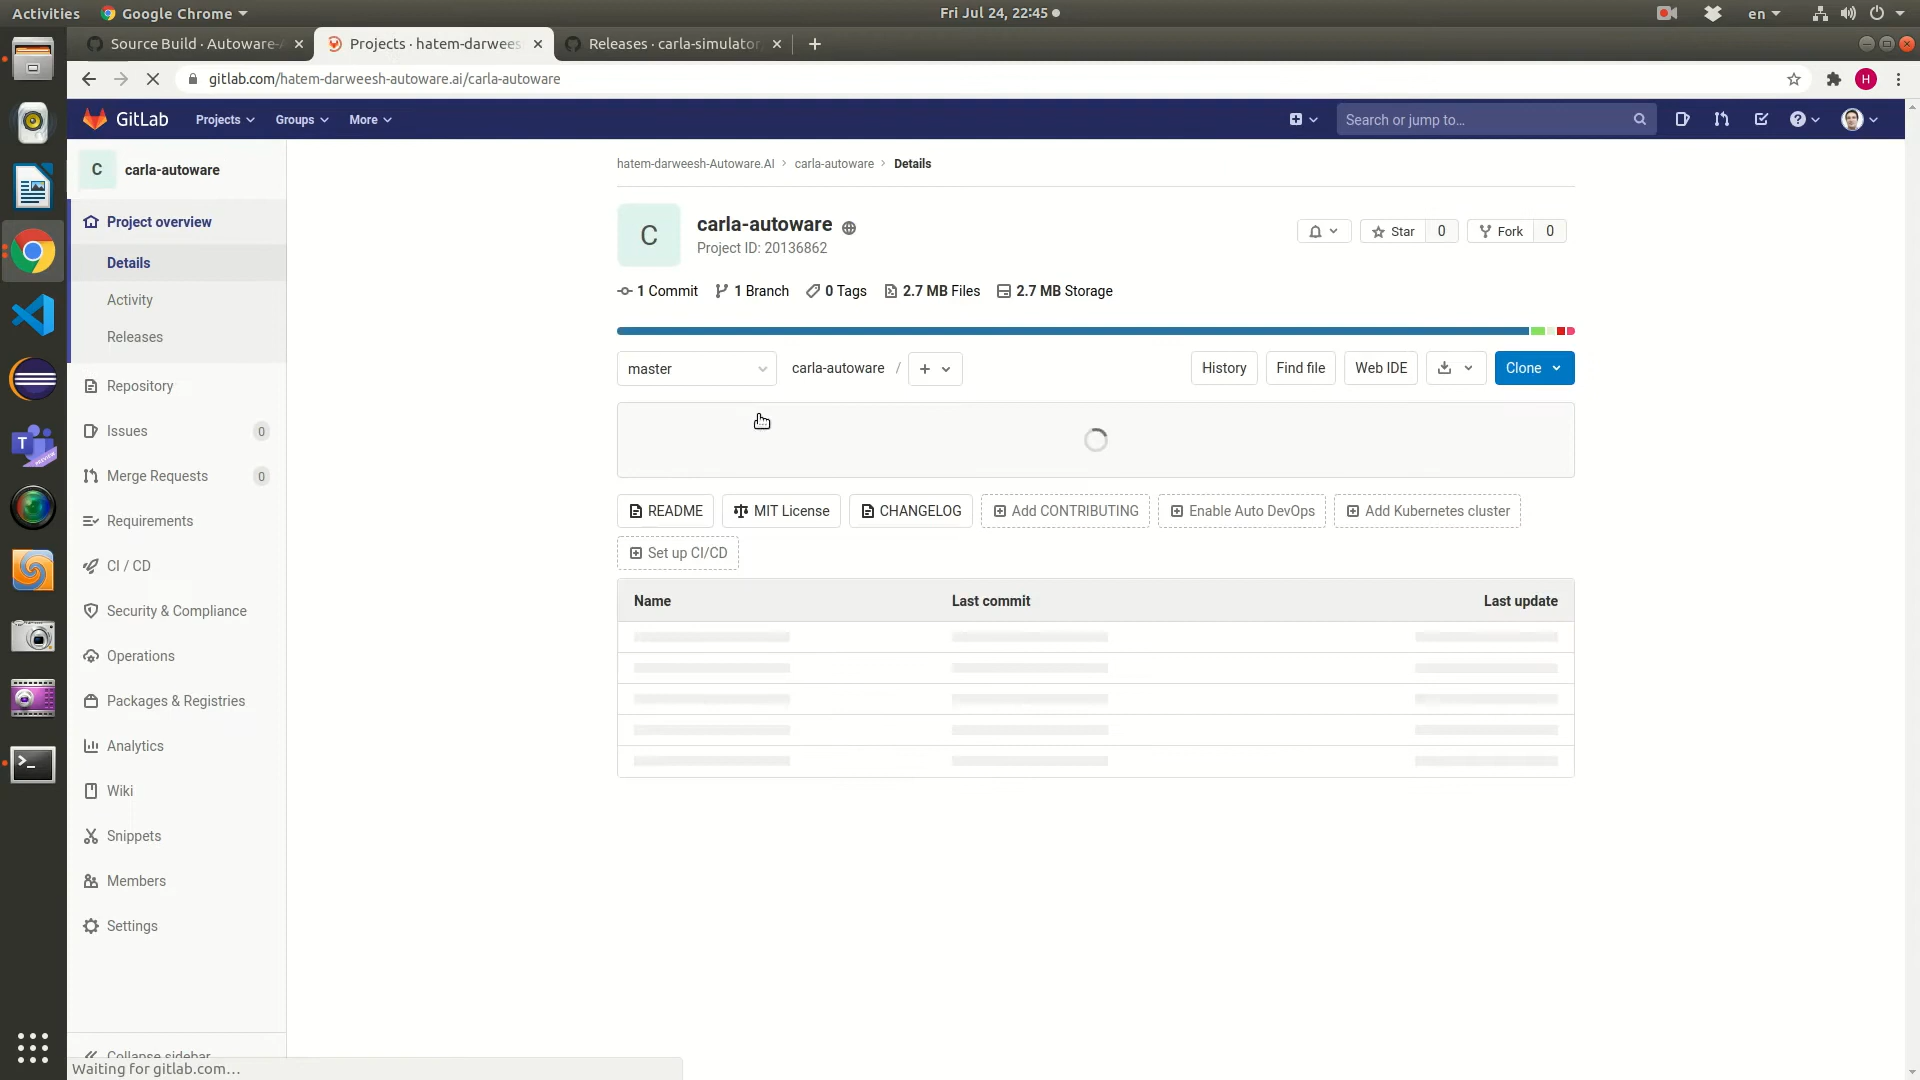 Activities
Google Chrome
Fri Jul 24, 22:45
en
Source Build · Autoware-
Projects · hatem-darwees
Releases · carla-simulator
gitlab.com/hatem-darweesh-autoware.ai/carla-autoware
H
GitLab
Projects
Groups
More
Search or jump to…
C
carla-autoware
Project overview
Details
Activity
Releases
Repository
Issues
0
Merge Requests
0
Requirements
CI / CD
Security & Compliance
Operations
Packages & Registries
Analytics
Wiki
Snippets
Members
Settings
Collapse sidebar
Waiting for gitlab.com…
hatem-darweesh-Autoware.AI > carla-autoware > Details
C
carla-autoware
Project ID: 20136862
Star 0
Fork 0
1 Commit
1 Branch
0 Tags
2.7 MB Files
2.7 MB Storage
master
carla-autoware /
History
Find file
Web IDE
Clone
README
MIT License
CHANGELOG
Add CONTRIBUTING
Enable Auto DevOps
Add Kubernetes cluster
Set up CI/CD
Name
Last commit
Last update
T
PREVIEW